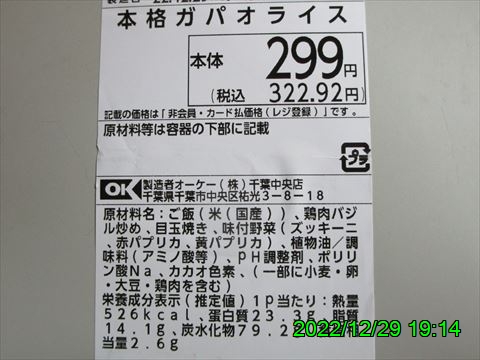 本格ガパオライス
本体 299円
(税込 322.92円)
記載の価格は「非会員・カード払価格(レジ登録)」です。
原材料等は容器の下部に記載
プラ
OK 製造者オーケー(株)千葉中央店
千葉県千葉市中央区祐光3-8-18
原材料名:ご飯(米(国産))、鶏肉バジ
ル炒め、目玉焼き、味付野菜(ズッキーニ
、赤パプリカ、黄パプリカ)、植物油/調
味料(アミノ酸等)、pH調整剤、ポリリ
ン酸Na、カカオ色素、(一部に小麦・卵
・大豆・鶏肉を含む)
栄養成分表示(推定値)1p当たり:熱量
526kcal、蛋白質23.3g、脂質
14.1g、炭水化物79.2
当量2.6g
2022/12/29 19:14